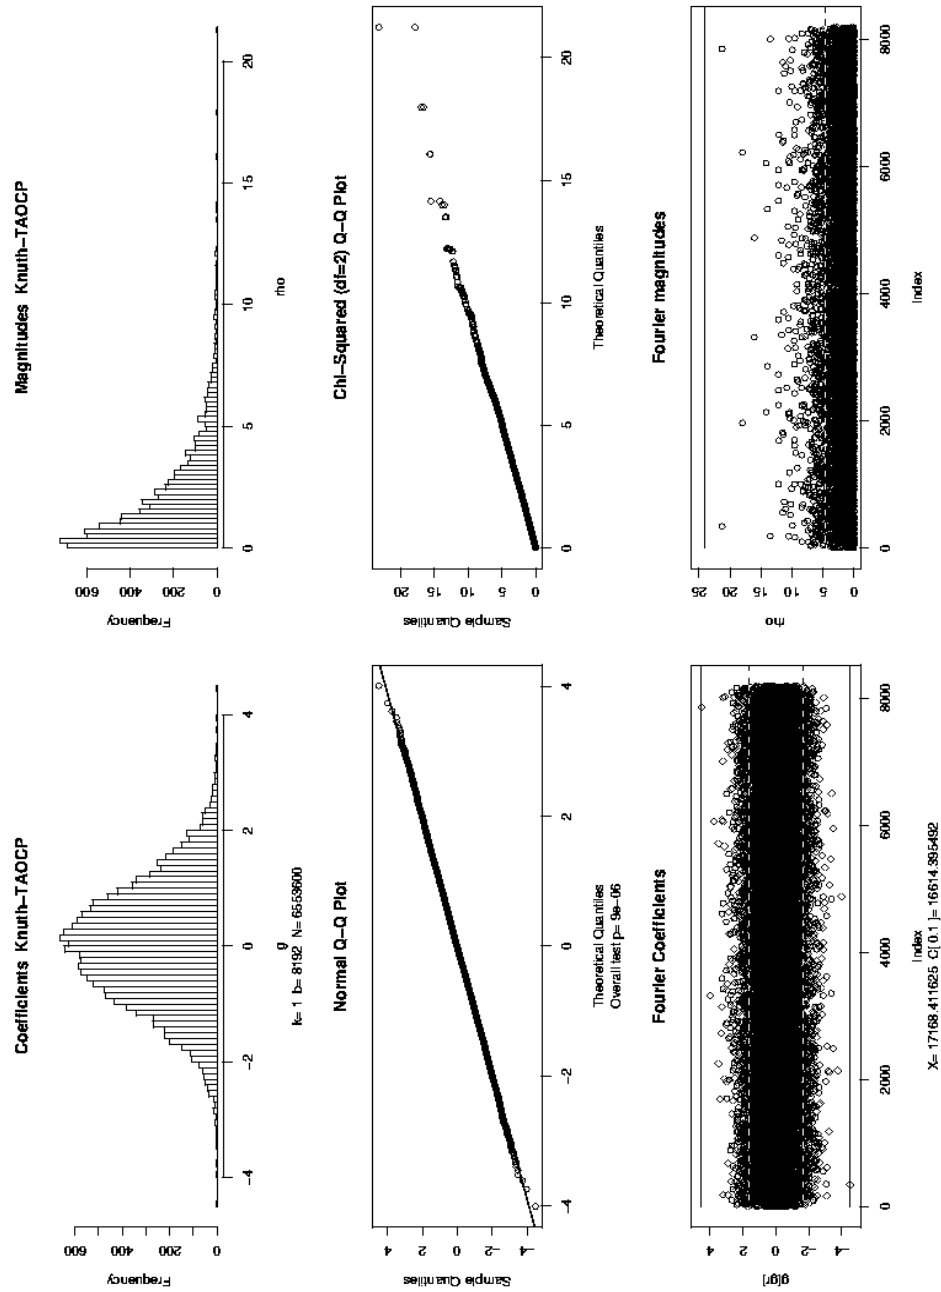 Coefficients Knuth-TAOCP
Frequency
0 200 400 600
-4 -2 0 2 4
g
k= 1 b= 8192 N= 6553600
Magnitudes Knuth-TAOCP
Frequency
0 200 400 600
0 5 10 15 20
rho
Normal Q-Q Plot
Sample Quantiles
-4 -2 0 2 4
-4 -2 0 2 4
Theoretical Quantiles
Overall test p= 9e-06
Chi-Squared (df=2) Q-Q Plot
Sample Quantiles
0 5 10 15 20
0 5 10 15 20
Theoretical Quantiles
Fourier Coefficients
g[gr]
-4 -2 0 2 4
0 2000 4000 6000 8000
Index
X= 17168.411625 C[ 0.1 ]= 16614.395492
Fourier magnitudes
rho
0 5 10 15 20 25
0 2000 4000 6000 8000
Index